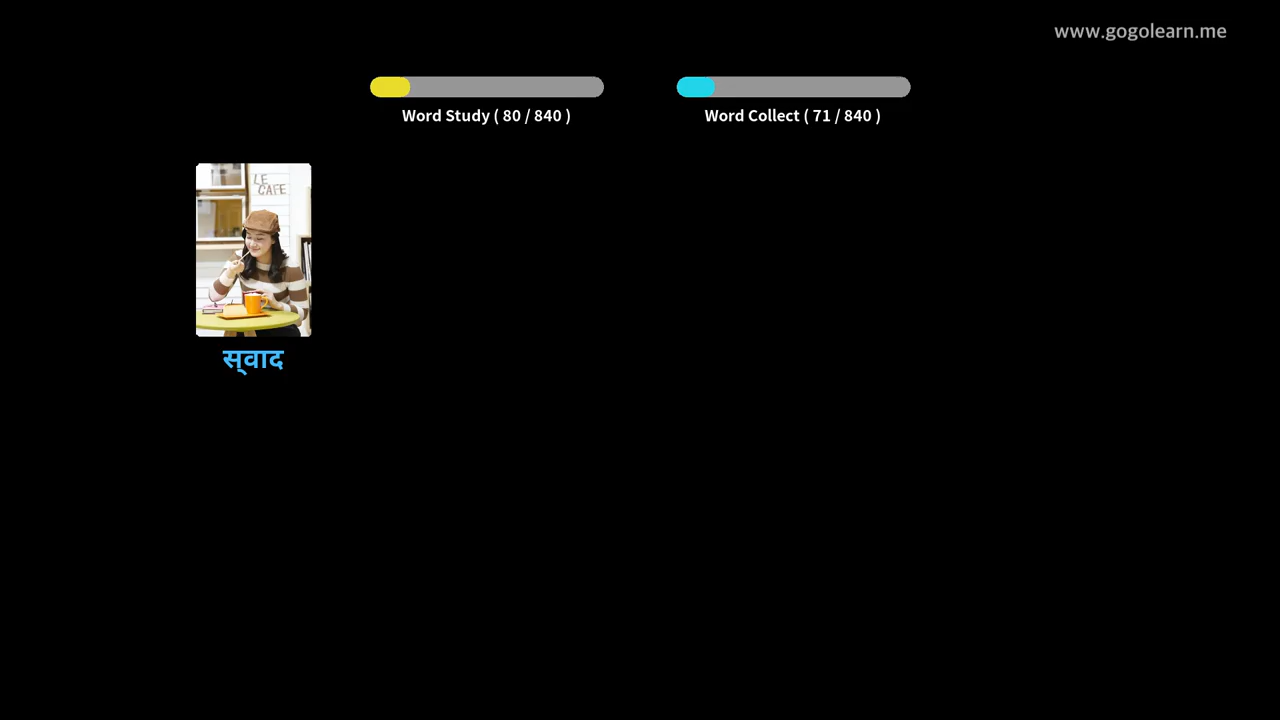 www.gogolearn.me
Word Study ( 80 / 840 )
Word Collect ( 71 / 840 )
LE
CAFE
स्‌वाद